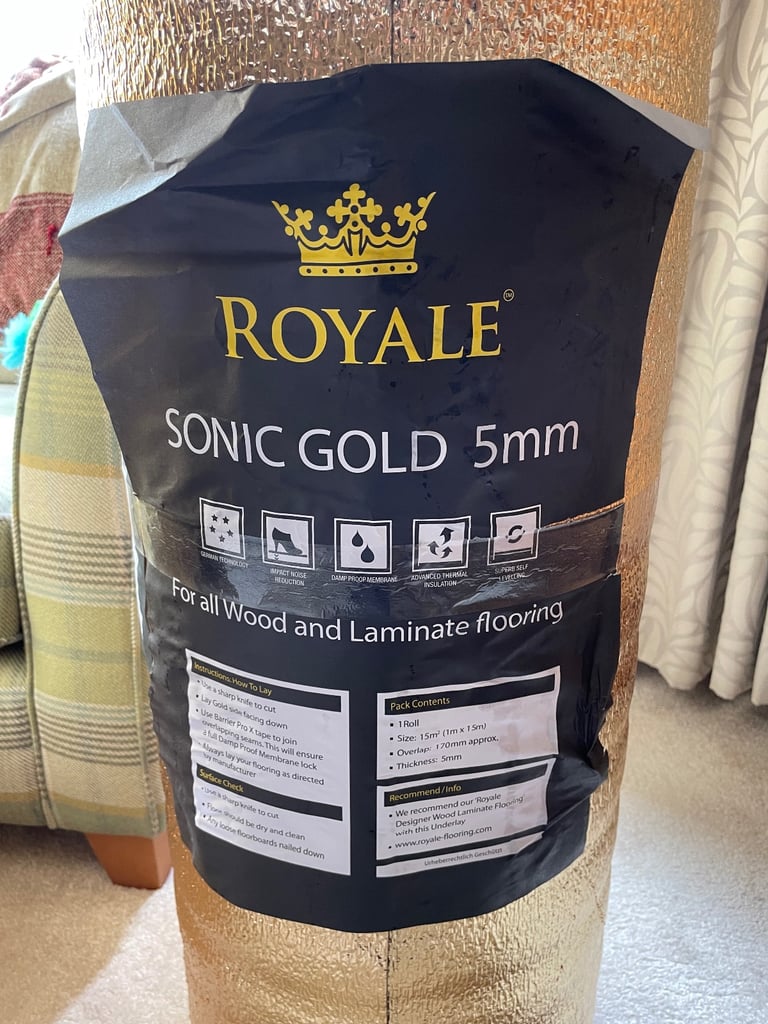 ROYALE™
SONIC GOLD 5mm
GERMAN TECHNOLOGY
IMPACT NOISE
REDUCTION
DAMP PROOF MEMBRANE
ADVANCED THERMAL
INSULATION
SUPERB SELF
LEVELLING
For all Wood and Laminate flooring
Instructions: How To Lay
• Use a sharp knife to cut
• Lay Gold side facing down
• Use Barrier Pro X tape to join
overlapping seams. This will ensure
a full Damp Proof Membrane lock
• Always lay your flooring as directed
by manufacturer
Surface Check
• Use a sharp knife to cut
• Floor should be dry and clean
• Any loose floorboards nailed down
Pack Contents
• 1 Roll
• Size: 15m² (1m x 15m)
• Overlap: 170mm approx.
• Thickness: 5mm
Recommend/Info
• We recommend our 'Royale
Designer Wood Laminate Flooring'
with this Underlay
• www.royale-flooring.com
Urheberrechtlich Geschützt